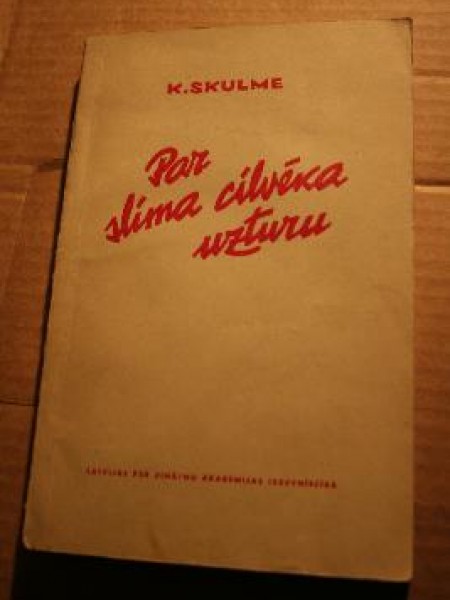 K. SKULME
Par
slima cilvēka
uzturu
LATVIJAS PSR ZINĀTŅU AKADĒMIJAS IZDEVNIECĪBA